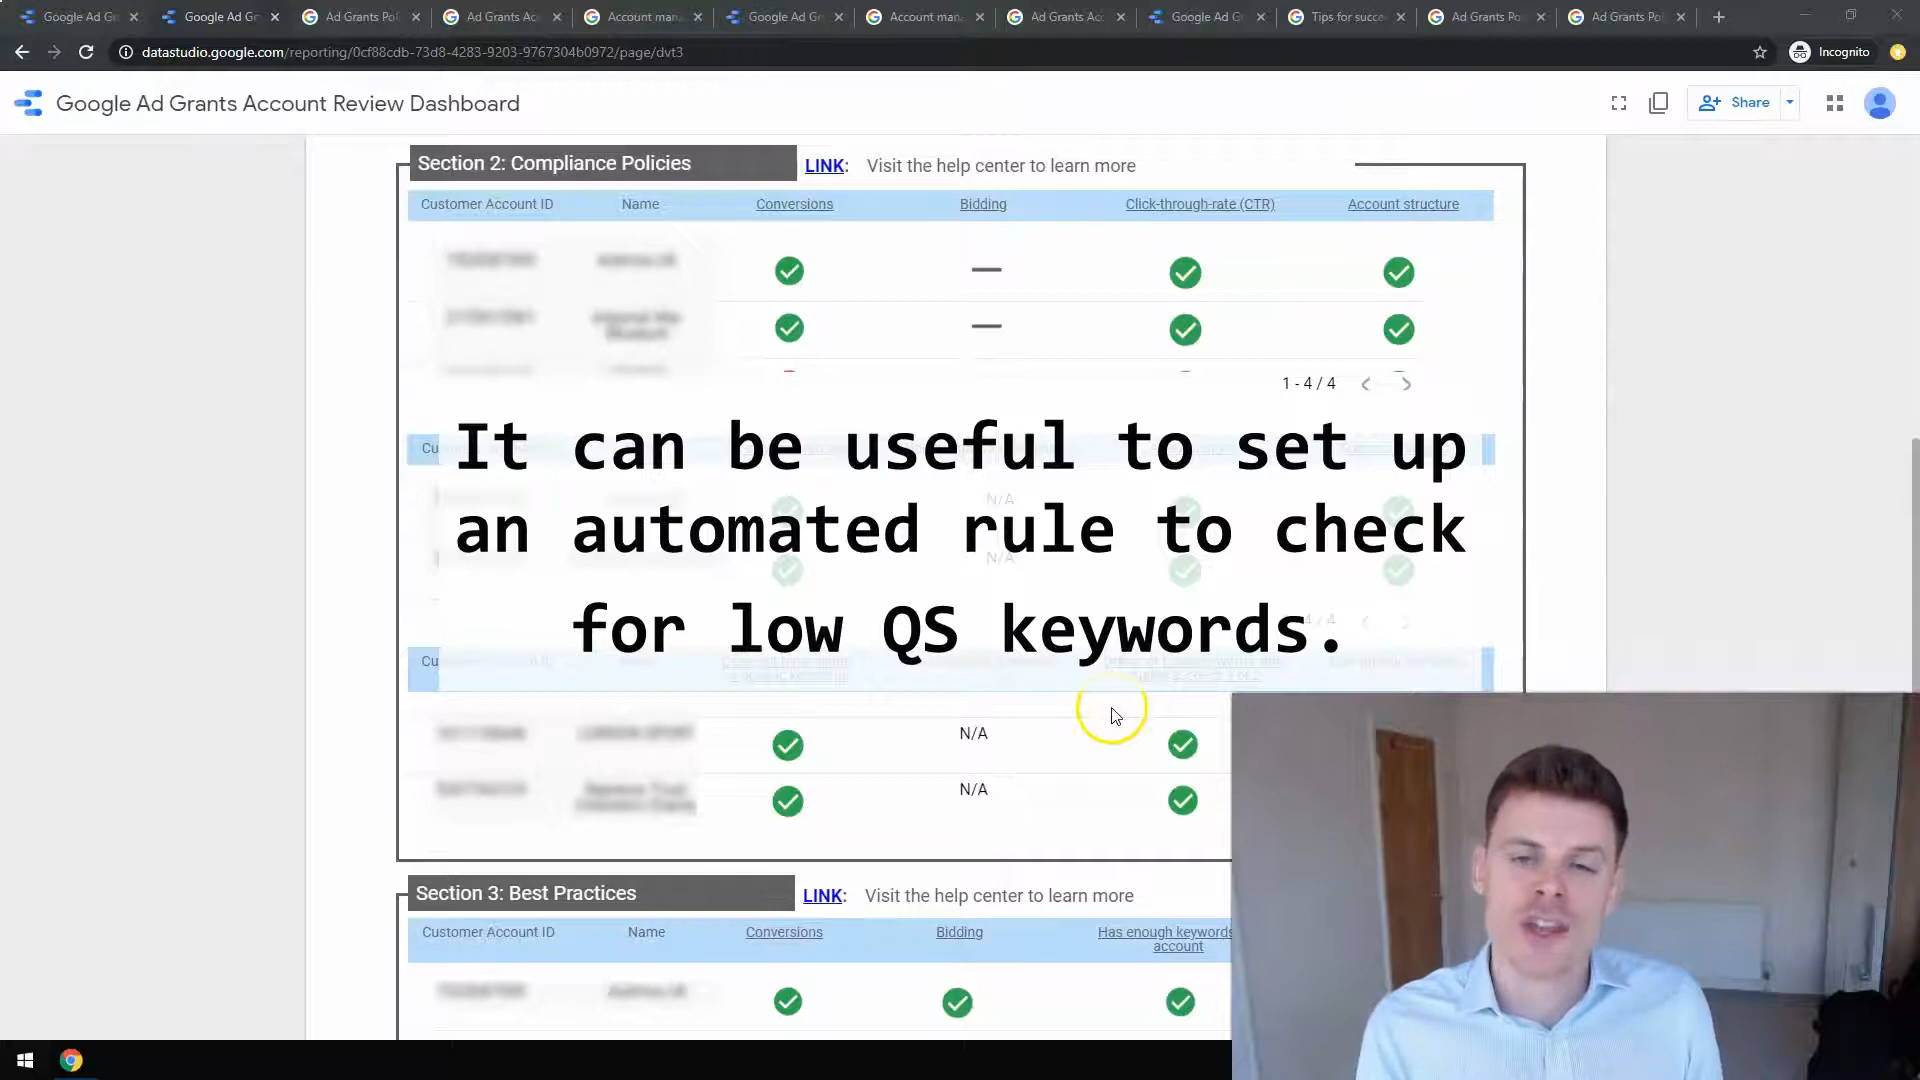 Google Ad Gr
Google Ad Gr
Ad Grants Pol
Ad Grants Acc
Account mana
Google Ad Gr
Account mana
Ad Grants Acc
Google Ad Gr
Tips for succe
Ad Grants Pol
Ad Grants Pol
datastudio.google.com/reporting/0cf88cdb-73d8-4283-9203-9767304b0972/page/dvt3
Incognito
Google Ad Grants Account Review Dashboard
Share
Section 2: Compliance Policies
LINK: Visit the help center to learn more
Customer Account ID Name Conversions Bidding Click-through-rate (CTR) Account structure
1 - 4 / 4
It can be useful to set up
an automated rule to check
for low QS keywords.
Cu
N/A
N/A
Cu
N/A
N/A
Section 3: Best Practices
LINK: Visit the help center to learn more
Customer Account ID Name Conversions Bidding Has enough keywords
account